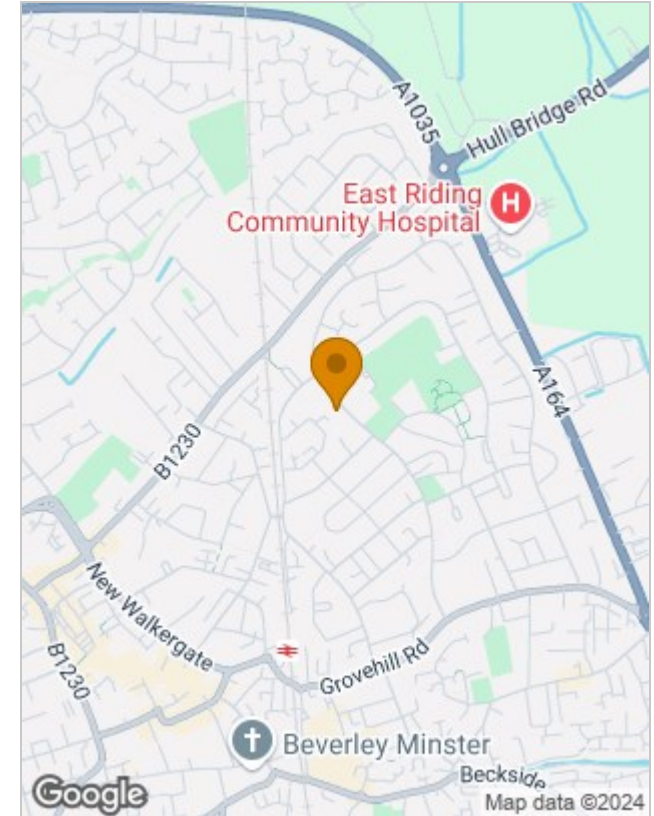 A1035
Hull Bridge Rd
East Riding
Community Hospital
H
A164
B1230
New Walkergate
B1230
Grovehill Rd
Beverley Minster
Beckside
Google
Map data ©2024